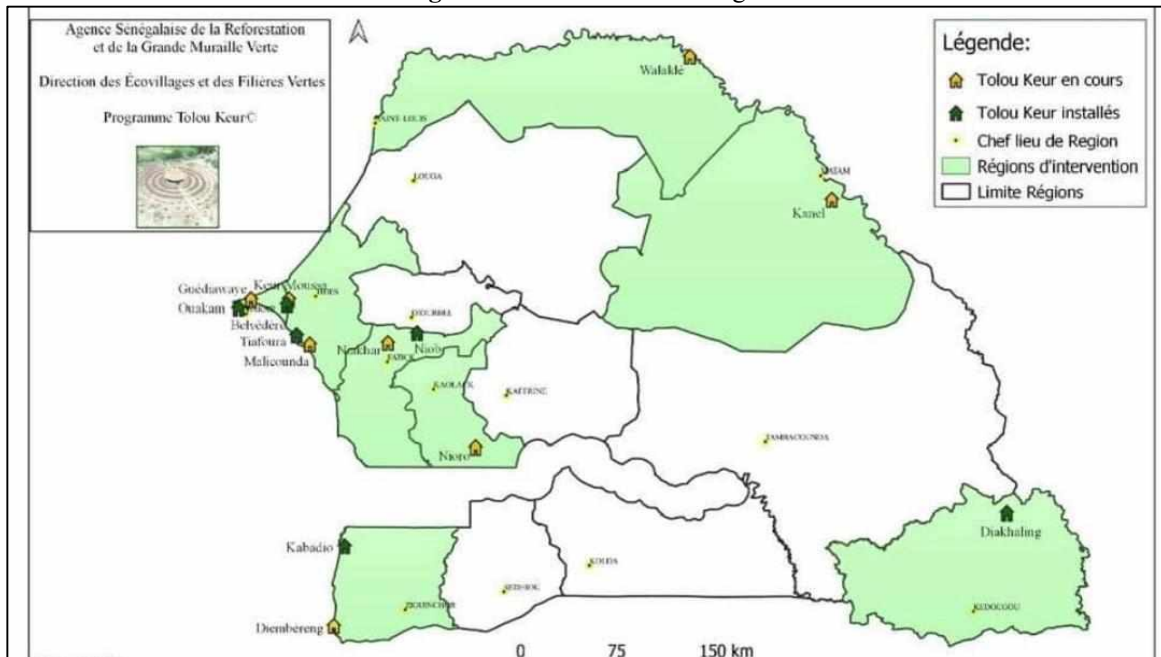 Agence Sénégalaise de la Reforestation
et de la Grande Muraille Verte
Direction des Écovillages et des Filières Vertes
Programme Tolou Keur©
Légende:
Tolou Keur en cours
Tolou Keur installés
Chef lieu de Region
Régions d'intervention
Limite Régions
Walaldé
SAINT-LOUIS
LOUGA
MATAM
Kanel
Guédiawaye
Keur Mousse
THIES
Ouakam
Belvédère
DIOURBEL
Tiafoura
Malicounda
Niakhar
Niob
FATICK
KAOLACK
KAFFRINE
Nioro
TAMBACOUNDA
Diakhaling
Kabadio
KOLDA
SEDHIOU
ZIGUINCHOR
KEDOUGOU
Diembéreng
0 75 150 km